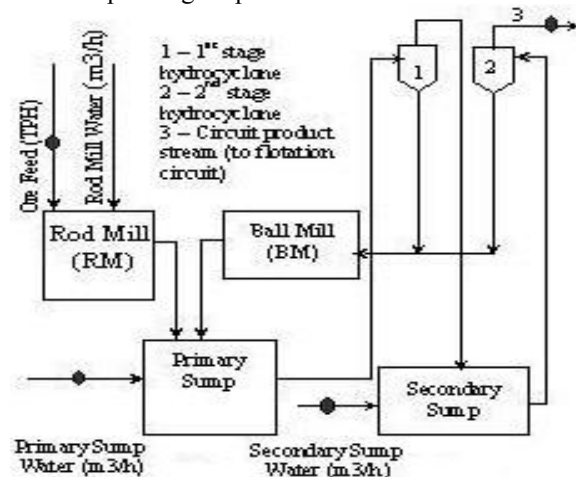 3
1 – 1st stage
hydrocyclone
2 – 2nd stage
hydrocyclone
3 – Circuit product
stream (to flotation
circuit)
1
2
Ore Feed (TPH)
Rod Mill Water (m3/h)
Rod Mill
(RM)
Ball Mill
(BM)
Primary
Sump
Secondary
Sump
Primary Sump
Water (m3/h)
Secondary Sump
Water (m3/h)